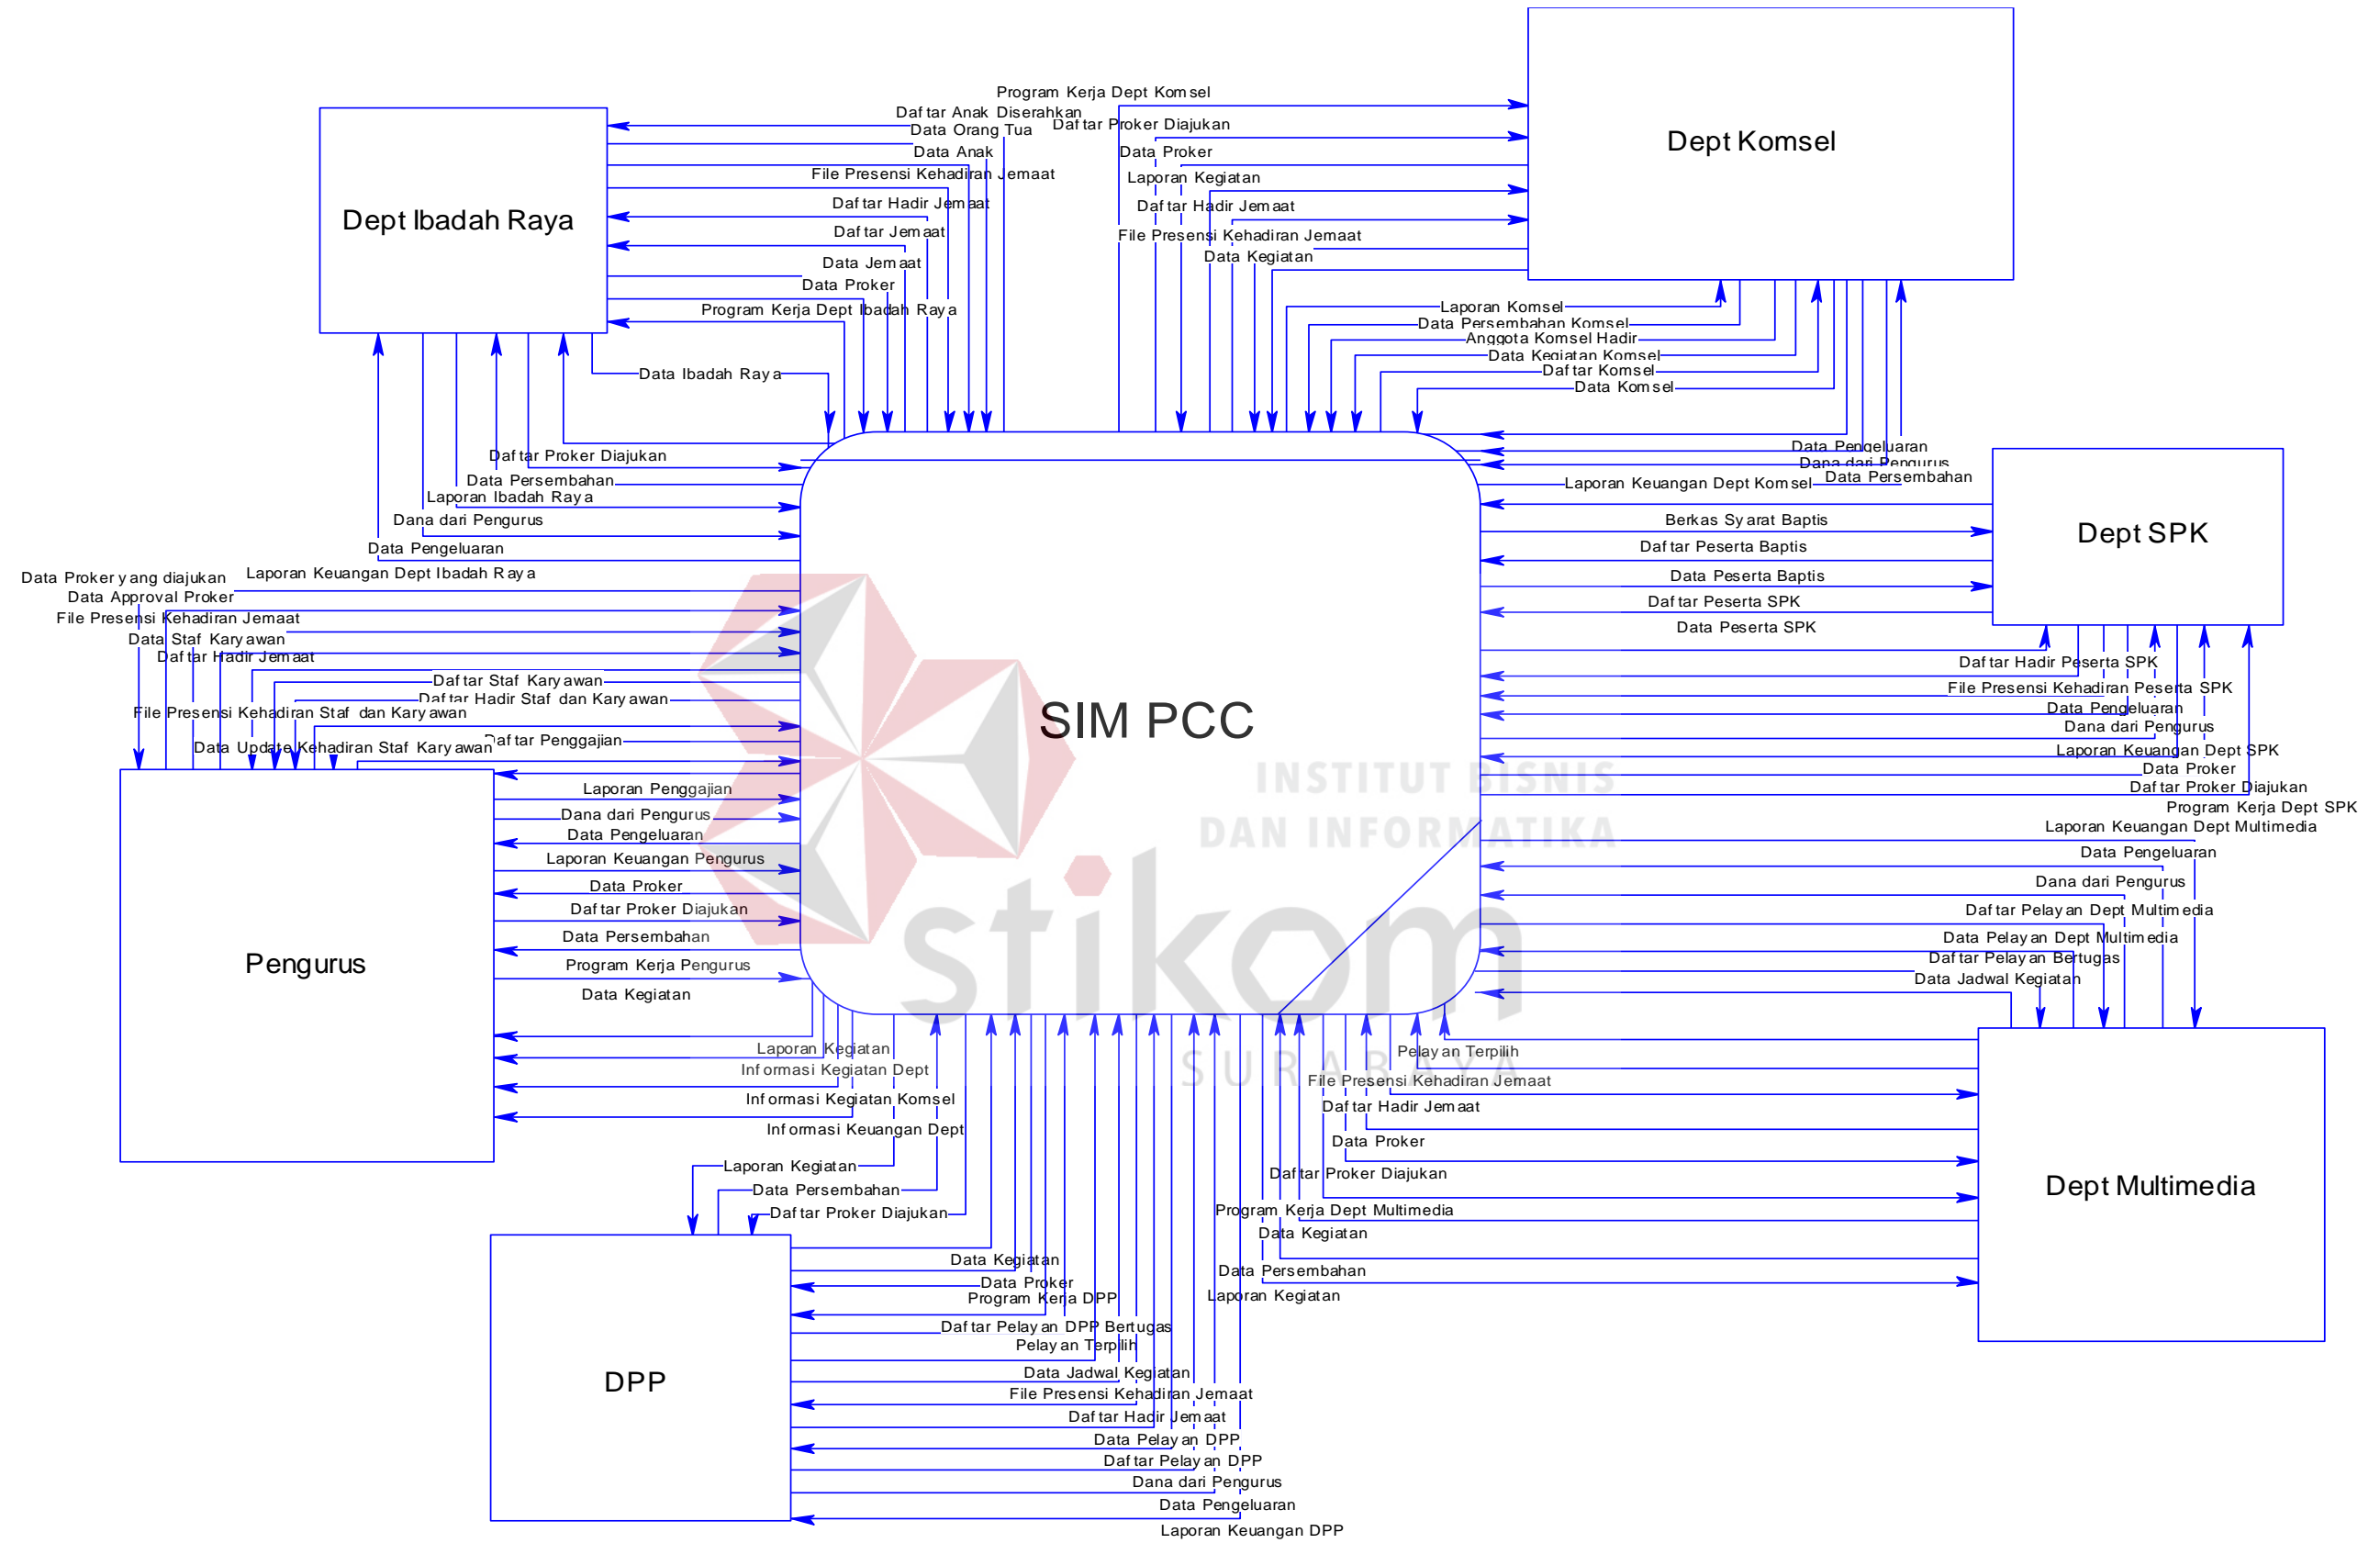 Program Kerja Dept Komsel
Daftar Anak Diserahkan
Data Orang Tua
Daftar Proker Diajukan
Dept Komsel
Data Anak
Data Proker
File Presensi Kehadiran Jemaat
Laporan Kegiatan
Dept Ibadah Raya
Daftar Hadir Jemaat
Daftar Hadir Jemaat
Daftar Jemaat
File Presensi Kehadiran Jemaat
Data Jemaat
Data Kegiatan
Data Proker
Program Kerja Dept Ibadah Raya
Laporan Komsel
Data Persembahan Komsel
Anggota Komsel Hadir
Data Kegiatan Komsel
Data Ibadah Raya
Daftar Komsel
Data Komsel
Daftar Proker Diajukan
Data Pengeluaran
Dana dari Pengurus
Data Persembahan
Laporan Keuangan Dept Komsel
Data Persembahan
Laporan Ibadah Raya
Dana dari Pengurus
Berkas Syarat Baptis
Dept SPK
Data Pengeluaran
Daftar Peserta Baptis
Laporan Keuangan Dept Ibadah Raya
Data Peserta Baptis
Data Proker yang diajukan
Data Approval Proker
Daftar Peserta SPK
File Presensi Kehadiran Jemaat
Data Peserta SPK
Data Staf Karyawan
Daftar Hadir Jemaat
Daftar Hadir Peserta SPK
Daftar Staf Karyawan
File Presensi Kehadiran Peserta SPK
Daftar Hadir Staf dan Karyawan
Data Pengeluaran
File Presensi Kehadiran Staf dan Karyawan
SIM PCC
Dana dari Pengurus
Daftar Penggajian
Data Update Kehadiran Staf Karyawan
Laporan Keuangan Dept SPK
Data Proker
INSTITUT BISNIS
Laporan Penggajian
Daftar Proker Diajukan
Dana dari Pengurus
Program Kerja Dept SPK
DAN INFORMATIKA
Laporan Keuangan Dept Multimedia
Data Pengeluaran
Data Pengeluaran
Laporan Keuangan Pengurus
Data Proker
Dana dari Pengurus
Daftar Proker Diajukan
Daftar Pelayan Dept Multimedia
stikom
Data Persembahan
Data Pelayan Dept Multimedia
Pengurus
Program Kerja Pengurus
Daftar Pelayan Bertugas
Data Jadwal Kegiatan
Data Kegiatan
Laporan Kegiatan
Pelayan Terpilih
SURABAYA
Informasi Kegiatan Dept
File Presensi Kehadiran Jemaat
Informasi Kegiatan Komsel
Daftar Hadir Jemaat
Informasi Keuangan Dept
Data Proker
Laporan Kegiatan
Daftar Proker Diajukan
Dept Multimedia
Data Persembahan
Daftar Proker Diajukan
Program Kerja Dept Multimedia
Data Kegiatan
Data Kegiatan
Data Persembahan
Data Proker
Program Kerja DPP
Laporan Kegiatan
Daftar Pelayan DPP Bertugas
Pelayan Terpilih
DPP
Data Jadwal Kegiatan
File Presensi Kehadiran Jemaat
Daftar Hadir Jemaat
Data Pelayan DPP
Daftar Pelayan DPP
Dana dari Pengurus
Data Pengeluaran
Laporan Keuangan DPP